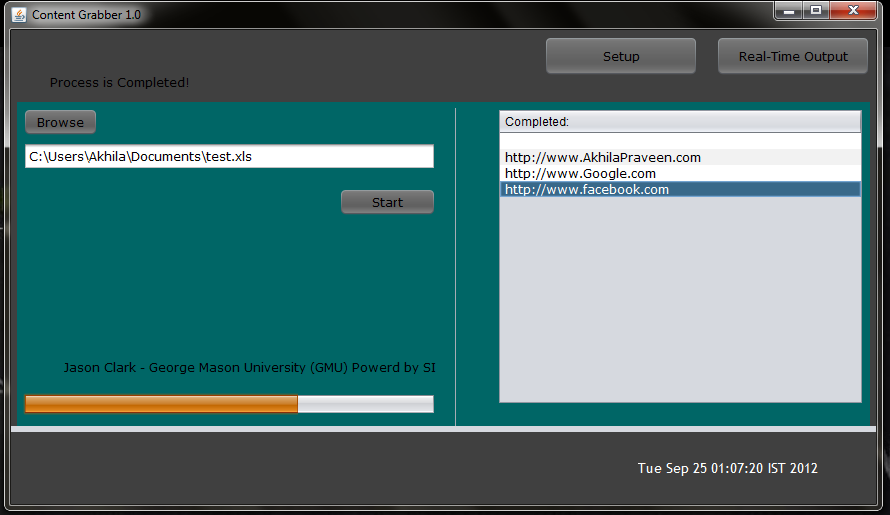 Content Grabber 1.0
Setup
Real-Time Output
Process is Completed!
Browse
C:\Users\Akhila\Documents\test.xls
Start
Jason Clark - George Mason University (GMU) Powerd by SI
Completed:
http://www.AkhilaPraveen.com
http://www.Google.com
http://www.facebook.com
Tue Sep 25 01:07:20 IST 2012